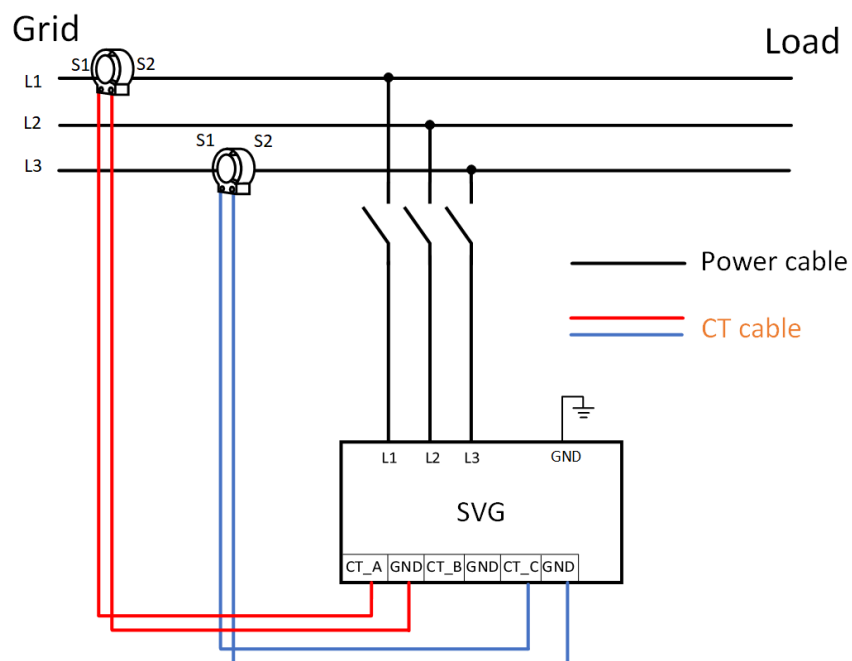 Grid
Load
S1 S2
L1
L2
S1 S2
L3
Power cable
CT cable
L1 L2 L3 GND
SVG
CT_A GND CT_B GND CT_C GND